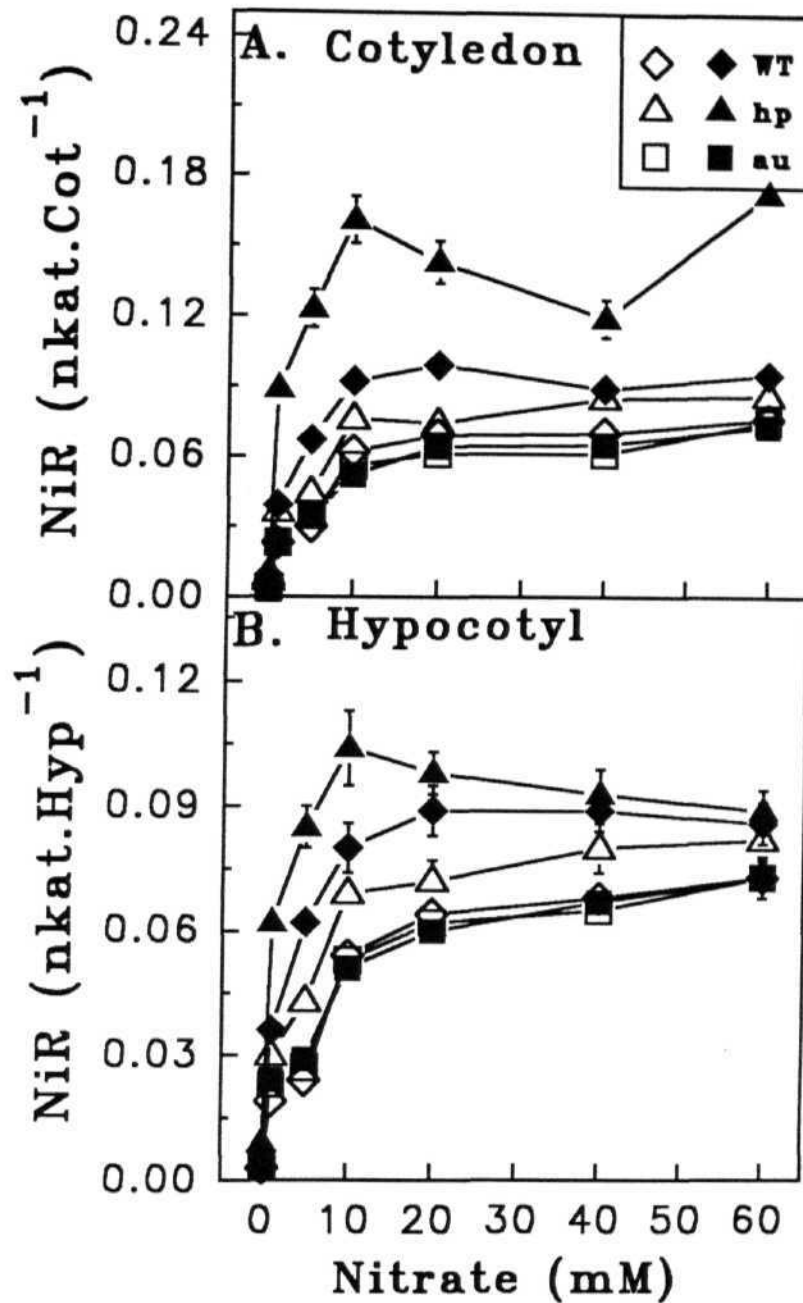 A. Cotyledon
WT
hp
au
NiR (nkat.Cot⁻¹)
0.24
0.18
0.12
0.06
0.00
B. Hypocotyl
NiR (nkat.Hyp⁻¹)
0.12
0.09
0.06
0.03
0.00
0 10 20 30 40 50 60
Nitrate (mM)